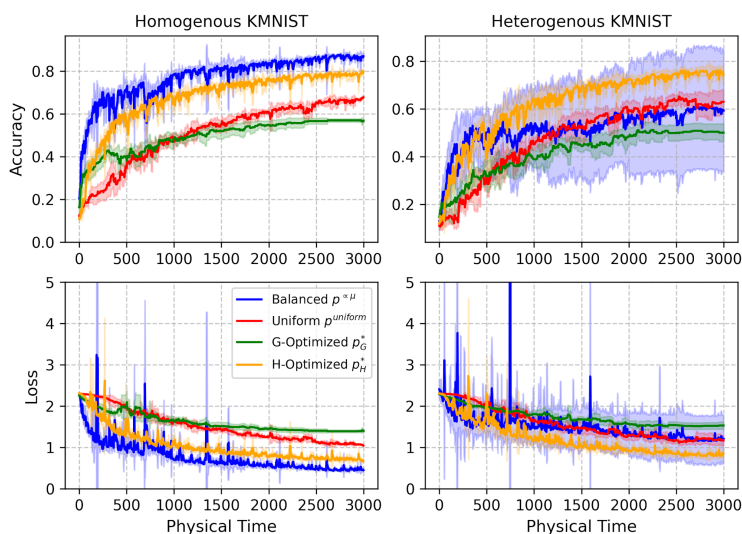 Homogenous KMNIST
Heterogenous KMNIST
Accuracy
0.8
0.6
0.4
0.2
0.0
0 500 1000 1500 2000 2500 3000
0.8
0.6
0.4
0.2
0 500 1000 1500 2000 2500 3000
Loss
5
4
3
2
1
0
Balanced p^{∝μ}
Uniform p^{uniform}
G-Optimized p^*_G
H-Optimized p^*_H
0 500 1000 1500 2000 2500 3000
Physical Time
5
4
3
2
1
0
0 500 1000 1500 2000 2500 3000
Physical Time